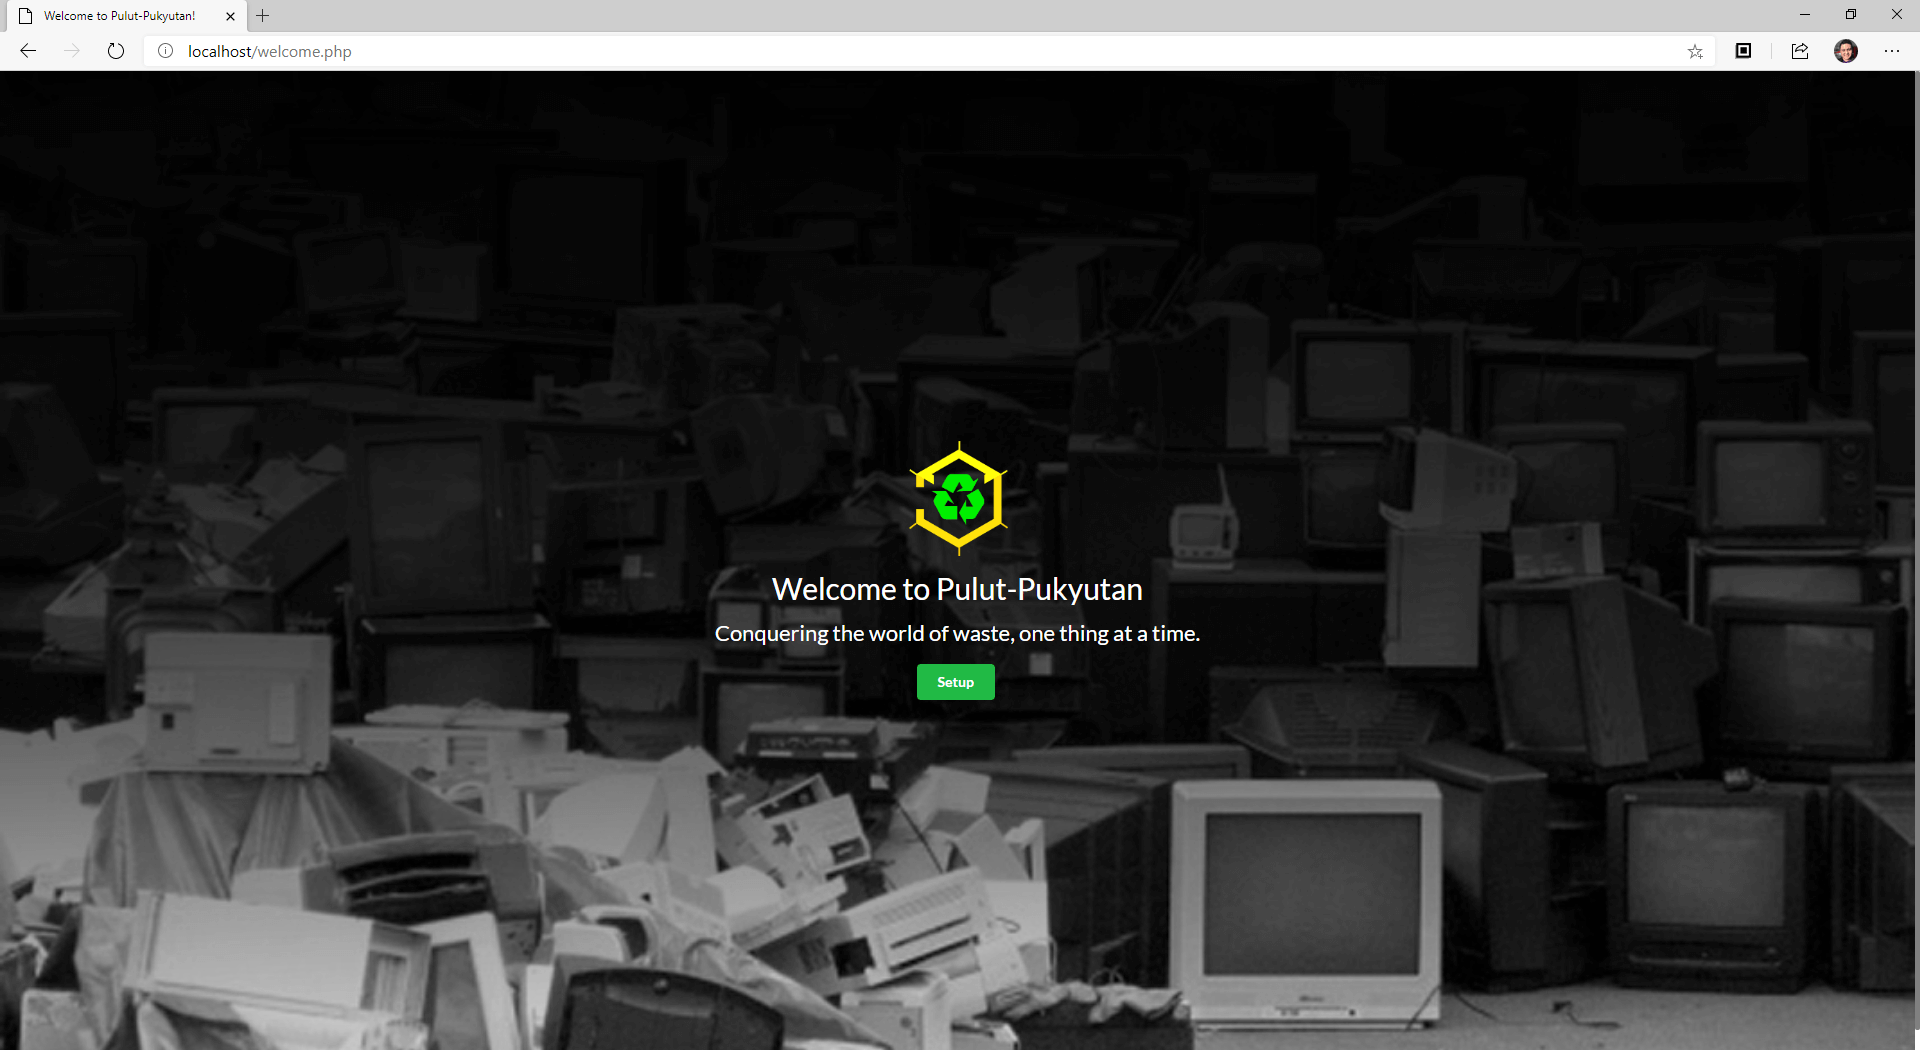 Welcome to Pulut-Pukyutan!
localhost/welcome.php
Welcome to Pulut-Pukyutan
Conquering the world of waste, one thing at a time.
Setup